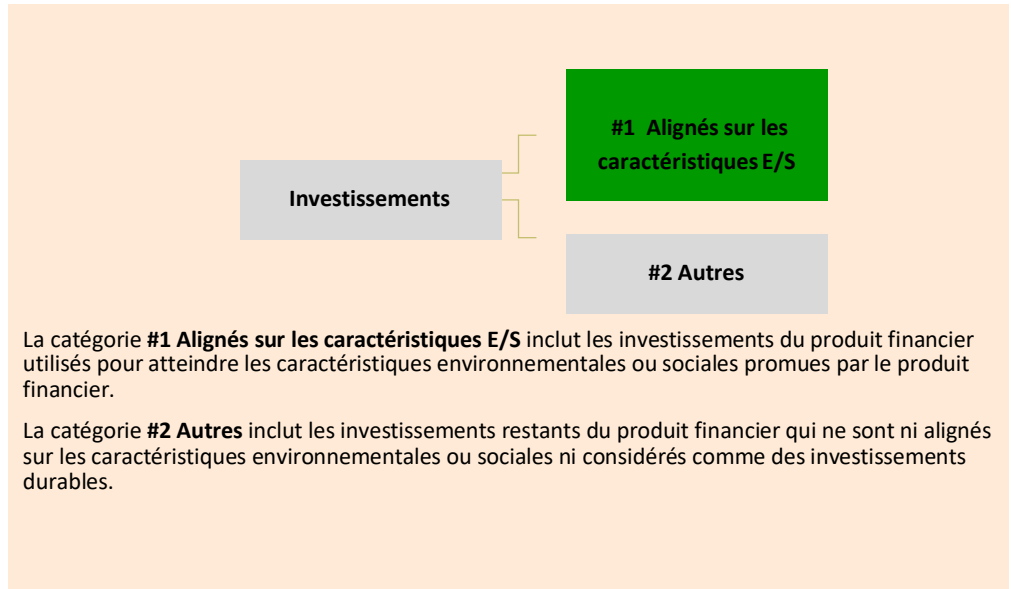 #1 Alignés sur les
caractéristiques E/S
Investissements
#2 Autres
La catégorie #1 Alignés sur les caractéristiques E/S inclut les investissements du produit financier
utilisés pour atteindre les caractéristiques environnementales ou sociales promues par le produit
financier.
La catégorie #2 Autres inclut les investissements restants du produit financier qui ne sont ni alignés
sur les caractéristiques environnementales ou sociales ni considérés comme des investissements
durables.